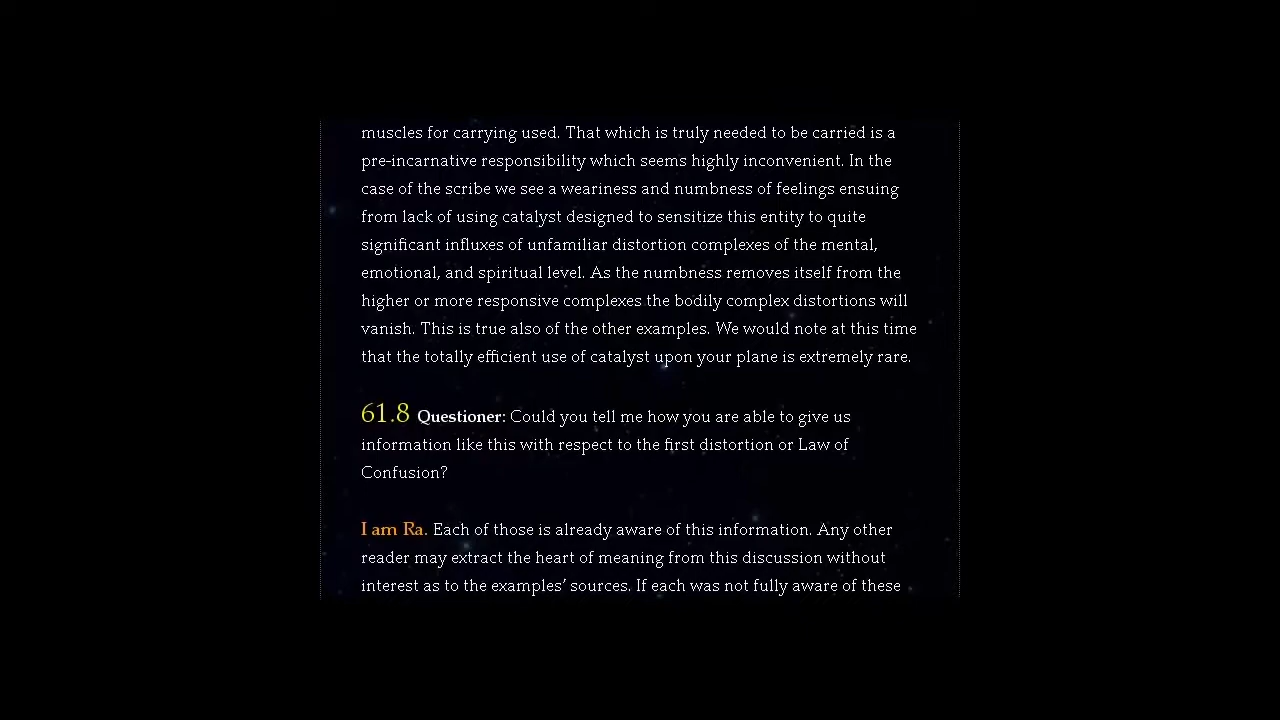 muscles for carrying used. That which is truly needed to be carried is a
pre-incarnative responsibility which seems highly inconvenient. In the
case of the scribe we see a weariness and numbness of feelings ensuing
from lack of using catalyst designed to sensitize this entity to quite
significant influxes of unfamiliar distortion complexes of the mental,
emotional, and spiritual level. As the numbness removes itself from the
higher or more responsive complexes the bodily complex distortions will
vanish. This is true also of the other examples. We would note at this time
that the totally efficient use of catalyst upon your plane is extremely rare.
61.8 Questioner: Could you tell me how you are able to give us
information like this with respect to the first distortion or Law of
Confusion?
I am Ra. Each of those is already aware of this information. Any other
reader may extract the heart of meaning from this discussion without
interest as to the examples’ sources. If each was not fully aware of these